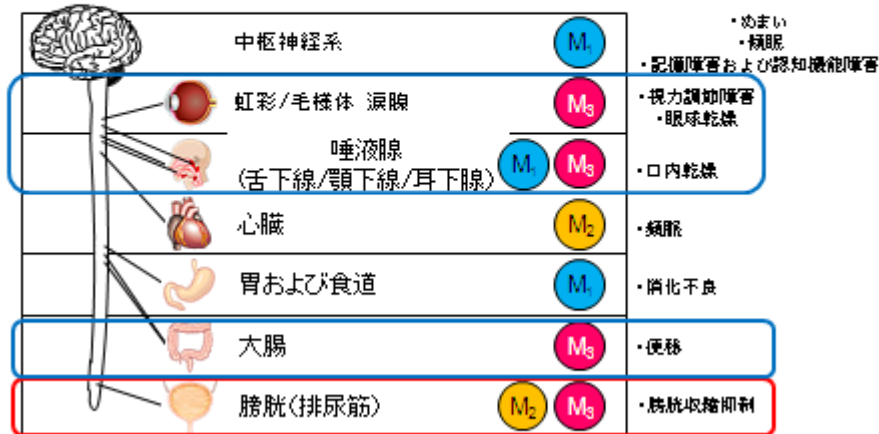 ・めまい
・傾眠
中枢神経系 M₁
・記憶障害および認知機能障害
虹彩/毛様体 涙腺 M₃
・視力調節障害
・眼球乾燥
唾液腺
(舌下線/顎下線/耳下腺) M₁ M₃
・口内乾燥
心臓 M₂
・頻脈
胃および食道 M₁
・消化不良
大腸 M₃
・便秘
膀胱(排尿筋) M₂ M₃
・膀胱収縮抑制